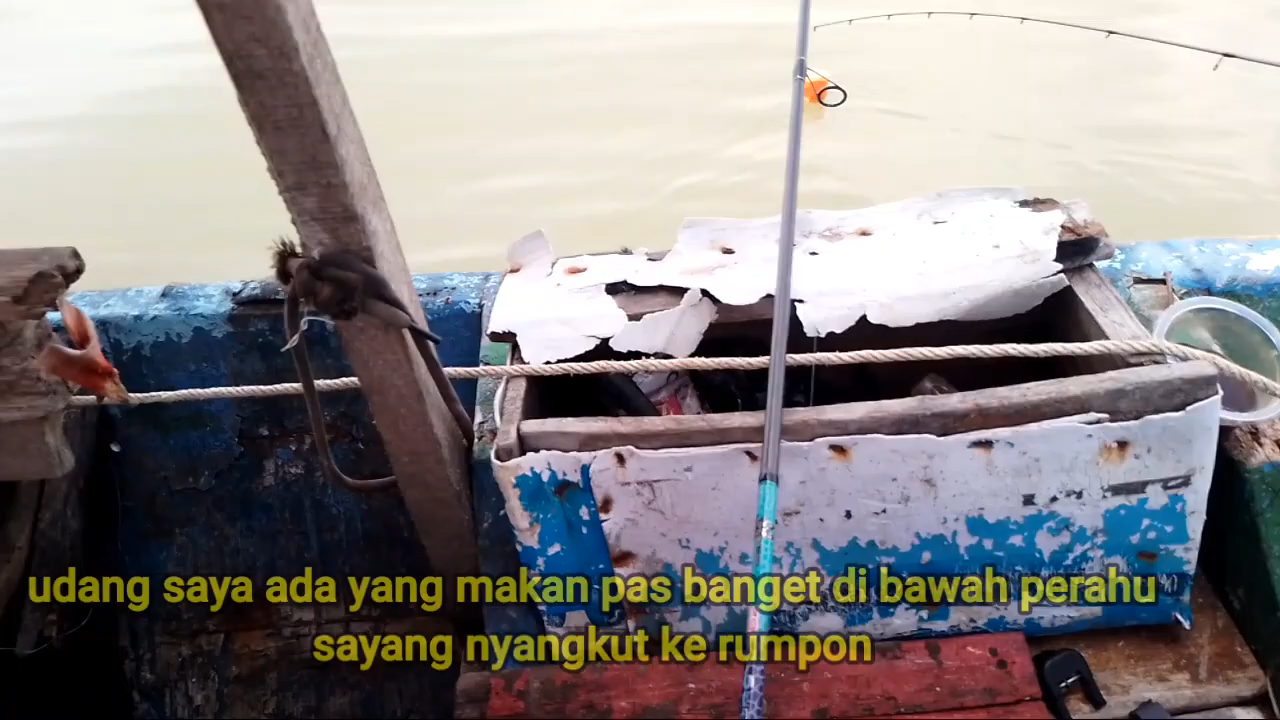 udang saya ada yang makan pas banget di bawah perahu
sayang nyangkut ke rumpon